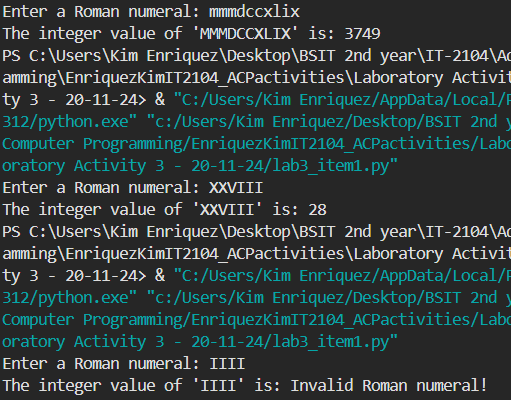 Enter a Roman numeral: mmmdccxlix
The integer value of 'MMMDCCXLIX' is: 3749
PS C:\Users\Kim Enriquez\Desktop\BSIT 2nd year\IT-2104\Ad
amming\EnriquezKimIT2104_ACPactivities\Laboratory Activit
ty 3 - 20-11-24> & "C:/Users/Kim Enriquez/AppData/Local/P
312/python.exe" "c:/Users/Kim Enriquez/Desktop/BSIT 2nd y
Computer Programming/EnriquezKimIT2104_ACPactivities/Labo
oratory Activity 3 - 20-11-24/lab3_item1.py"
Enter a Roman numeral: XXVIII
The integer value of 'XXVIII' is: 28
PS C:\Users\Kim Enriquez\Desktop\BSIT 2nd year\IT-2104\Ad
amming\EnriquezKimIT2104_ACPactivities\Laboratory Activit
ty 3 - 20-11-24> & "C:/Users/Kim Enriquez/AppData/Local/P
312/python.exe" "c:/Users/Kim Enriquez/Desktop/BSIT 2nd y
Computer Programming/EnriquezKimIT2104_ACPactivities/Labo
oratory Activity 3 - 20-11-24/lab3_item1.py"
Enter a Roman numeral: IIII
The integer value of 'IIII' is: Invalid Roman numeral!